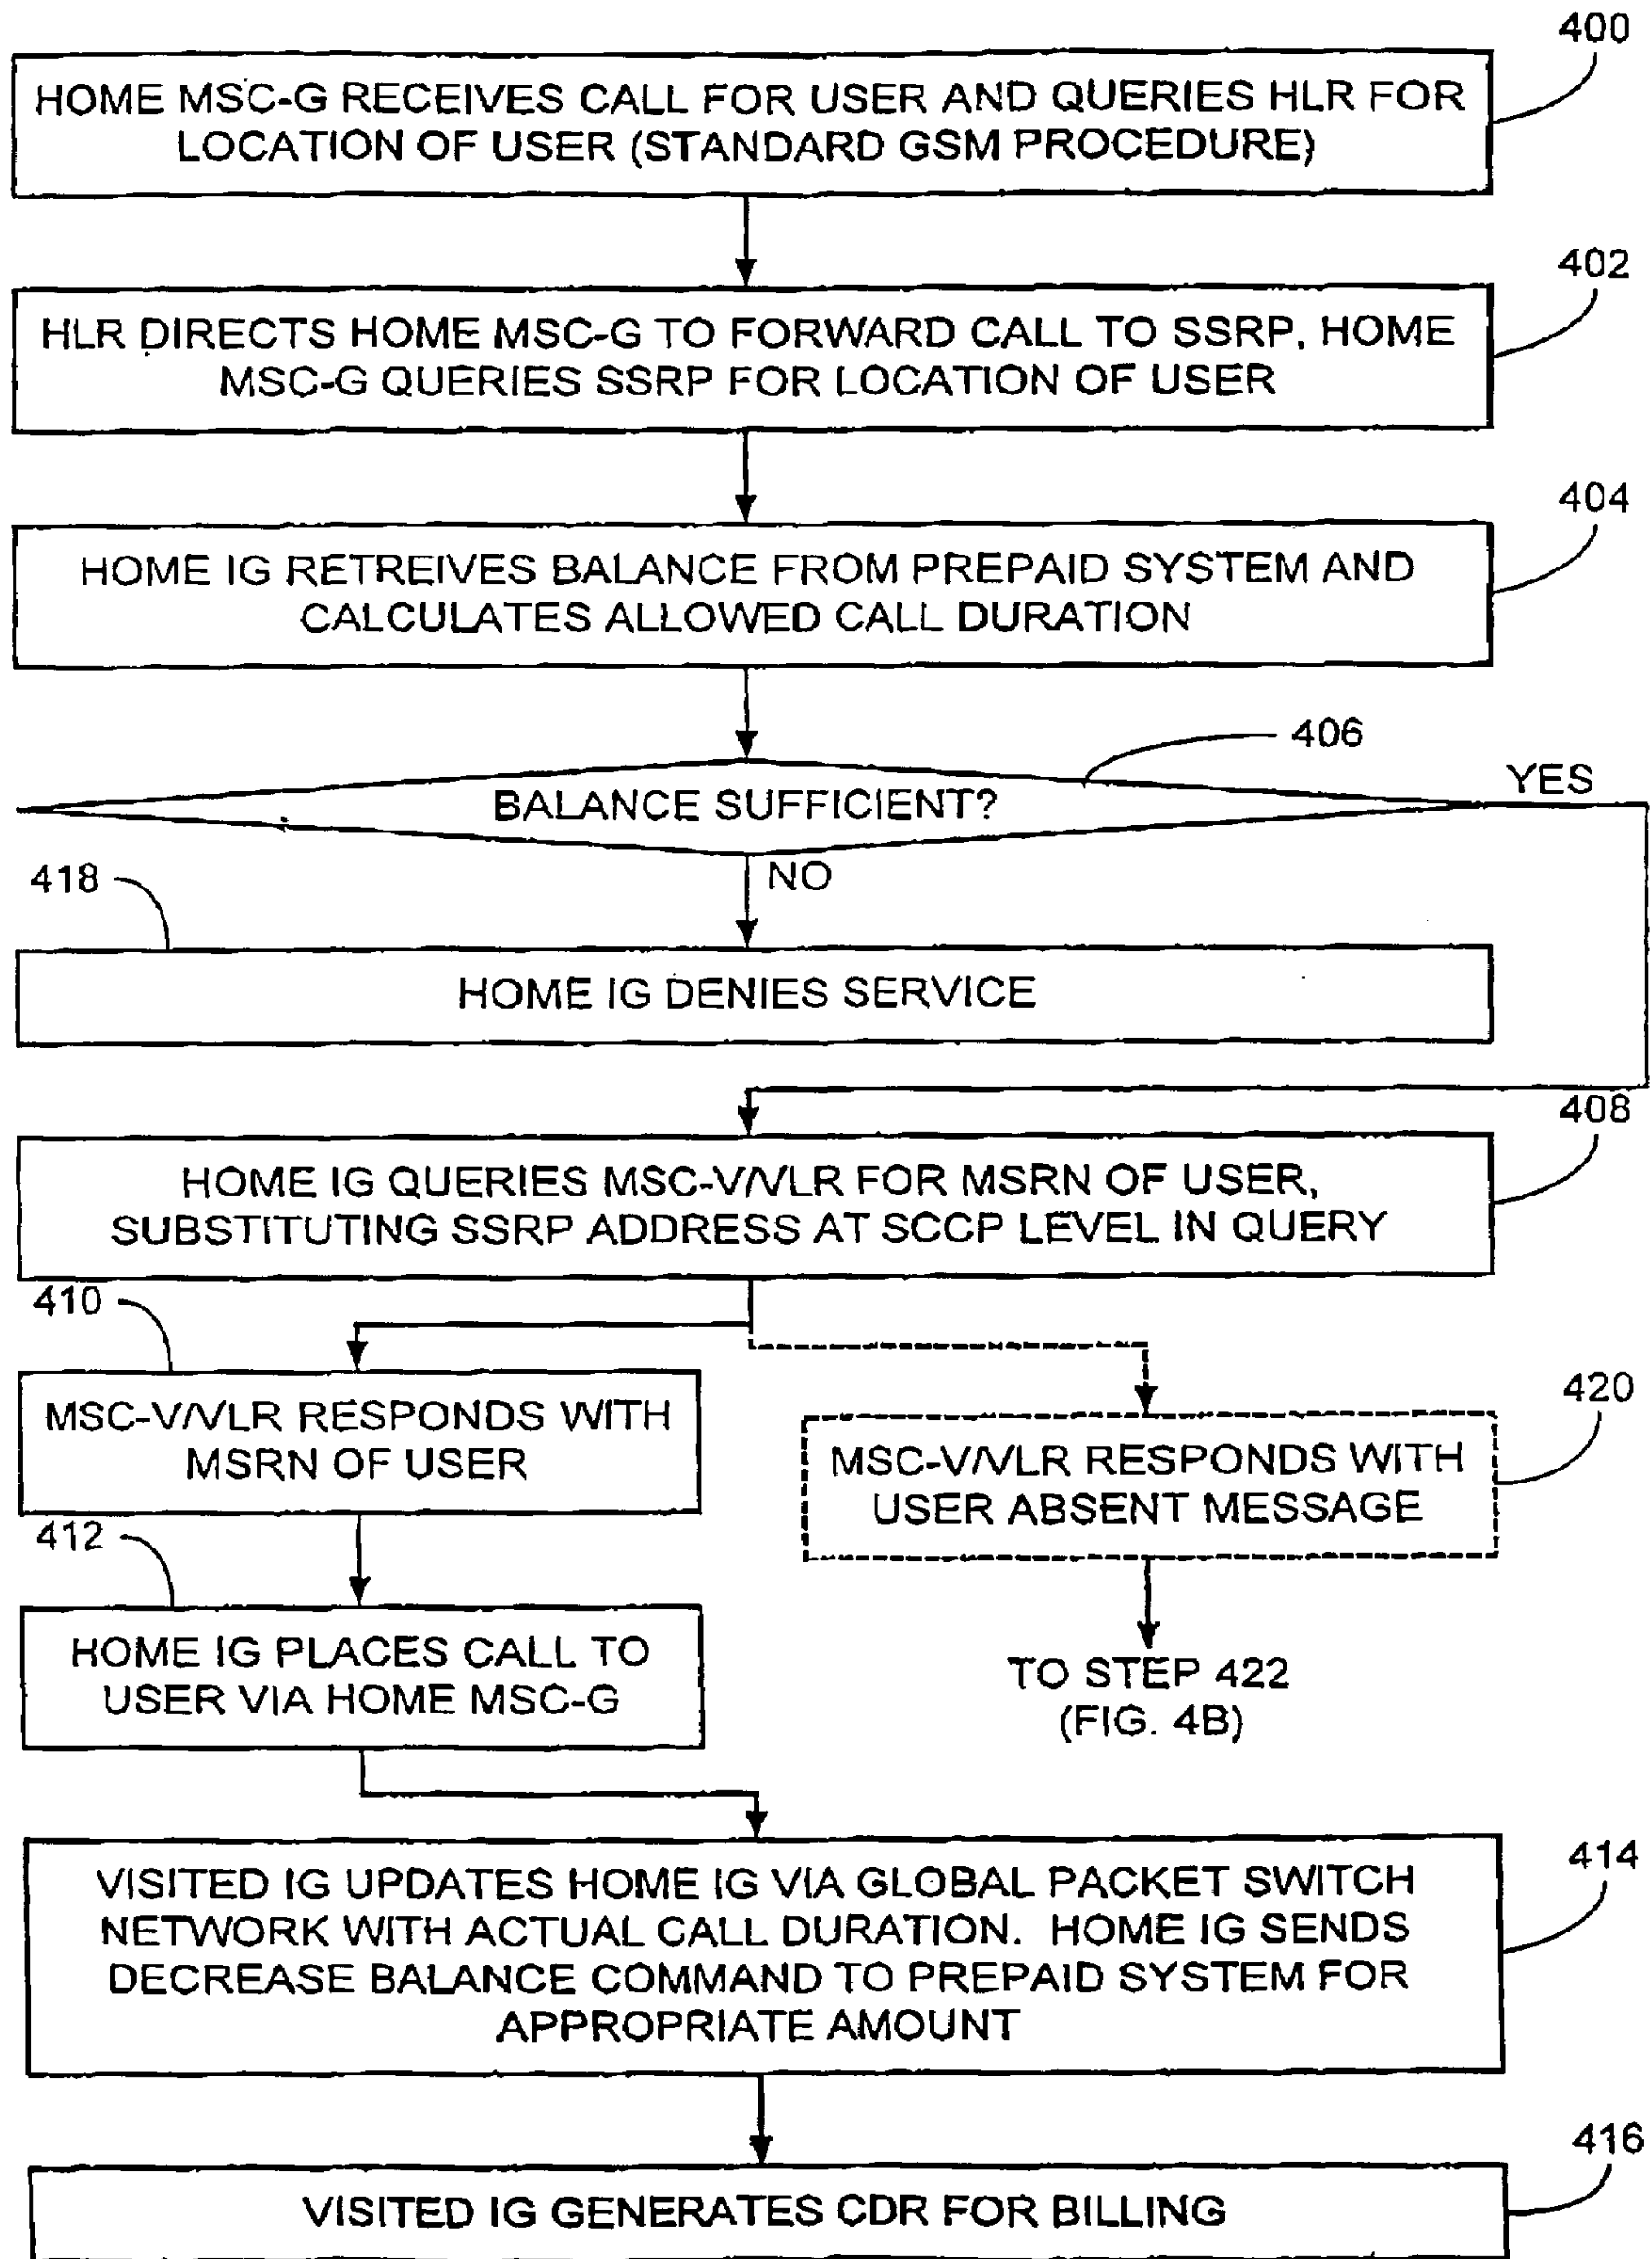 400
HOME MSC-G RECEIVES CALL FOR USER AND QUERIES HLR FOR
LOCATION OF USER (STANDARD GSM PROCEDURE)
402
HLR DIRECTS HOME MSC-G TO FORWARD CALL TO SSRP, HOME
MSC-G QUERIES SSRP FOR LOCATION OF USER
404
HOME IG RETREIVES BALANCE FROM PREPAID SYSTEM AND
CALCULATES ALLOWED CALL DURATION
406
BALANCE SUFFICIENT?
YES
NO
418
HOME IG DENIES SERVICE
408
HOME IG QUERIES MSC-V/VLR FOR MSRN OF USER,
SUBSTITUTING SSRP ADDRESS AT SCCP LEVEL IN QUERY
410
MSC-V/VLR RESPONDS WITH
MSRN OF USER
420
MSC-V/VLR RESPONDS WITH
USER ABSENT MESSAGE
412
HOME IG PLACES CALL TO
USER VIA HOME MSC-G
TO STEP 422
(FIG. 4B)
414
VISITED IG UPDATES HOME IG VIA GLOBAL PACKET SWITCH
NETWORK WITH ACTUAL CALL DURATION. HOME IG SENDS
DECREASE BALANCE COMMAND TO PREPAID SYSTEM FOR
APPROPRIATE AMOUNT
416
VISITED IG GENERATES CDR FOR BILLING